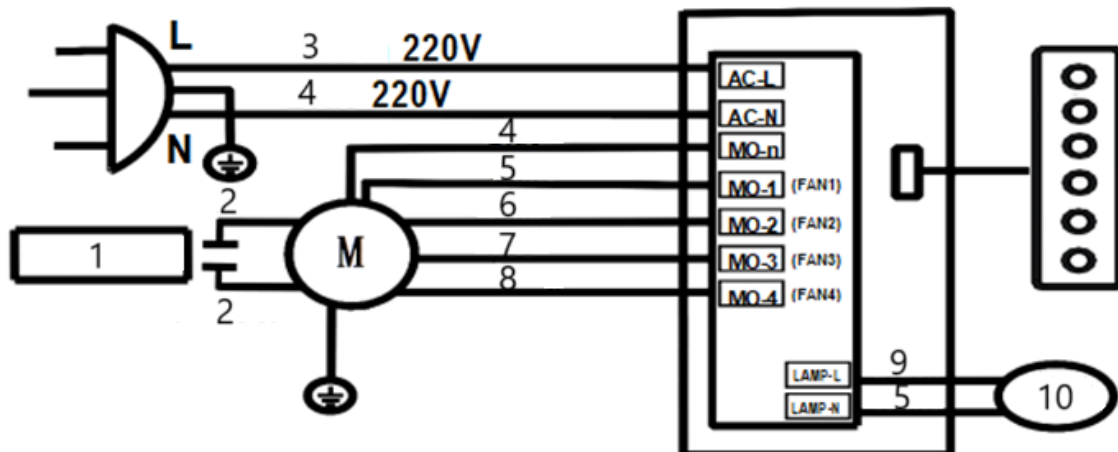 L
3 220V
4 220V
N
AC-L
AC-N
4 MO-n
5 MO-1 (FAN1)
2 6 MO-2 (FAN2)
1 M 7 MO-3 (FAN3)
2 8 MO-4 (FAN4)
LAMP-L 9
LAMP-N 5
10